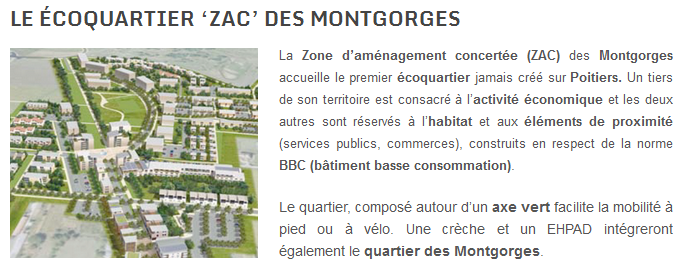 LE ÉCOQUARTIER ‘ZAC’ DES MONTGORGES
La Zone d’aménagement concertée (ZAC) des Montgorges
accueille le premier écoquartier jamais créé sur Poitiers. Un tiers
de son territoire est consacré à l’activité économique et les deux
autres sont réservés à l’habitat et aux éléments de proximité
(services publics, commerces), construits en respect de la norme
BBC (bâtiment basse consommation).
Le quartier, composé autour d’un axe vert facilite la mobilité à
pied ou à vélo. Une crèche et un EHPAD intégreront
également le quartier des Montgorges.